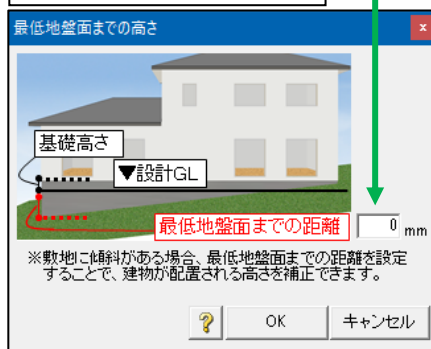 最低地盤面までの高さ
x
基礎高さ
▼設計GL
最低地盤面までの距離
0 mm
※敷地に傾斜がある場合、最低地盤面までの距離を設定
することで、建物が配置される高さを補正できます。
?
OK
キャンセル